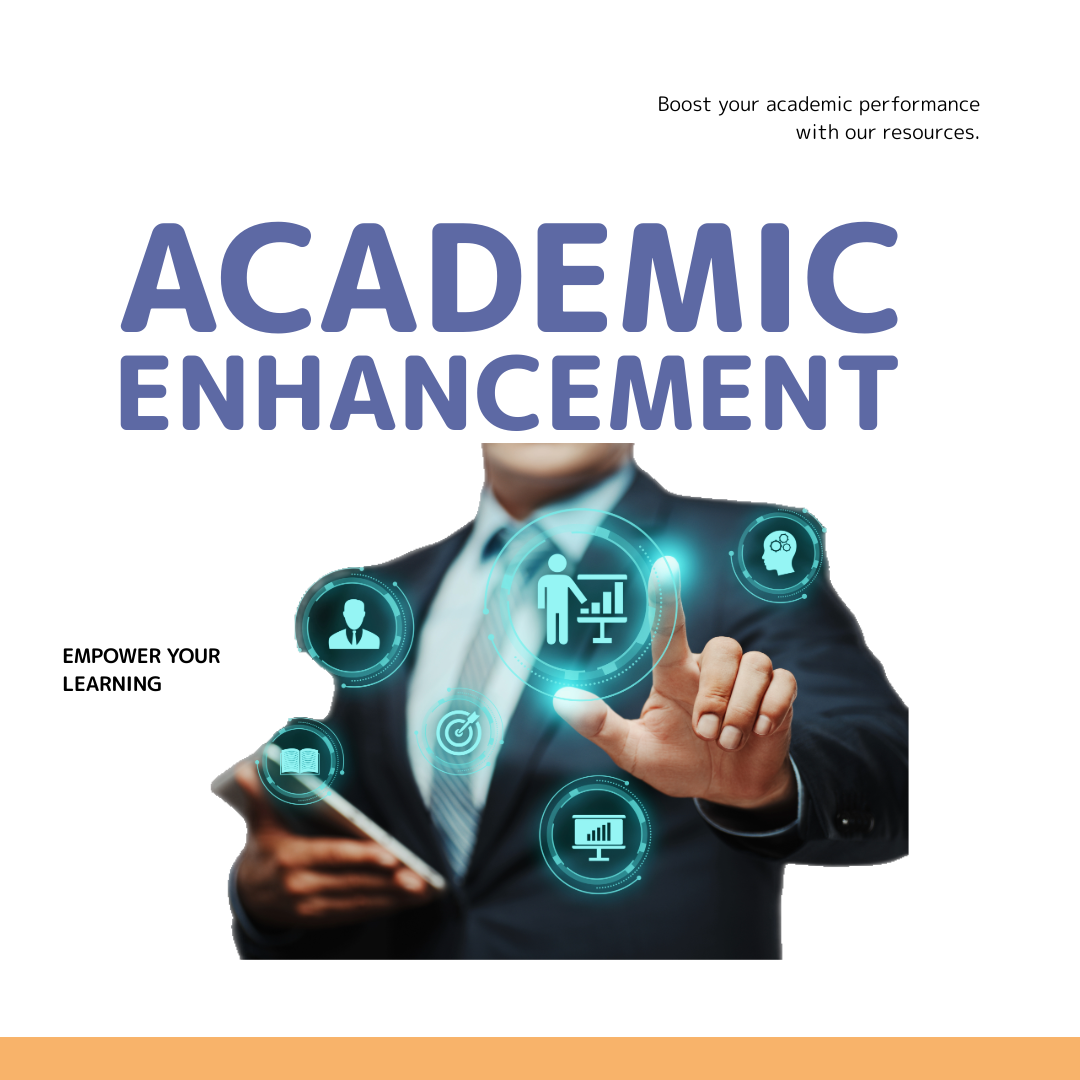 Boost your academic performance
with our resources.
ACADEMIC
ENHANCEMENT
EMPOWER YOUR
LEARNING